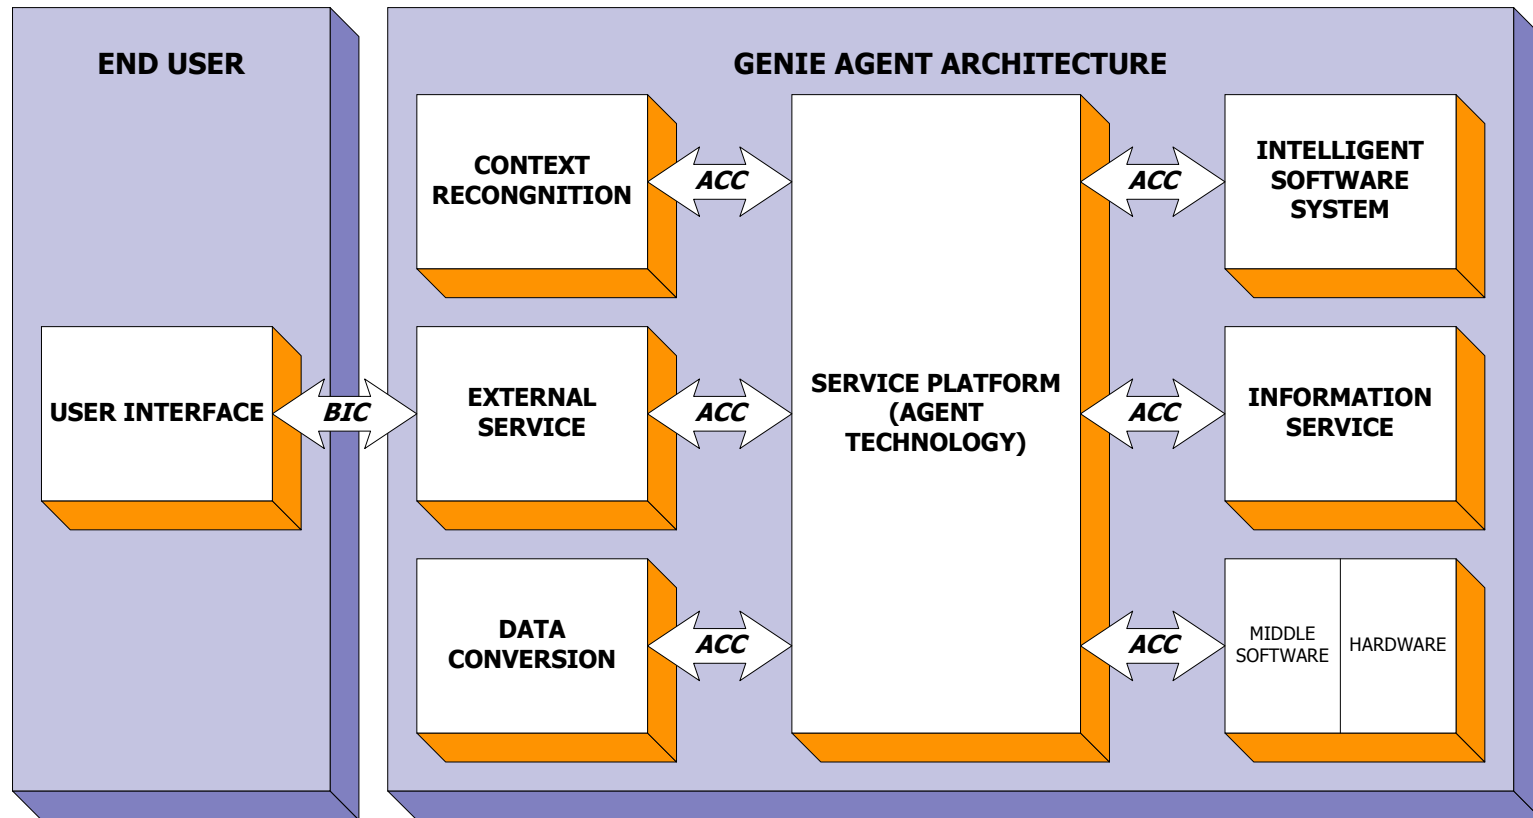 END USER
GENIE AGENT ARCHITECTURE
CONTEXT
RECONGNITION
ACC
ACC
INTELLIGENT
SOFTWARE
SYSTEM
USER INTERFACE
BIC
EXTERNAL
SERVICE
ACC
SERVICE PLATFORM
(AGENT
TECHNOLOGY)
ACC
INFORMATION
SERVICE
DATA
CONVERSION
ACC
ACC
MIDDLE
SOFTWARE
HARDWARE